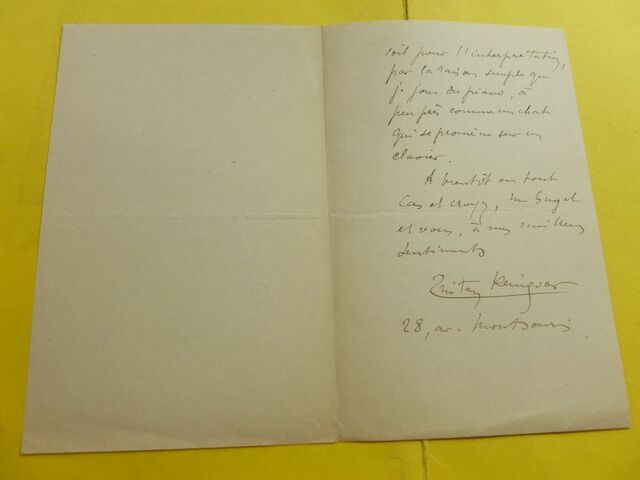 soit pour l'interprétation,
par la raison simple que
je joue du piano, à
peu près comme un chat
qui se promène sur un
clavier.
A bientôt en tout
cas et croyez,
et vous, à mes meilleurs
sentiments
Tristan Klingsor
28, av. Montsouris